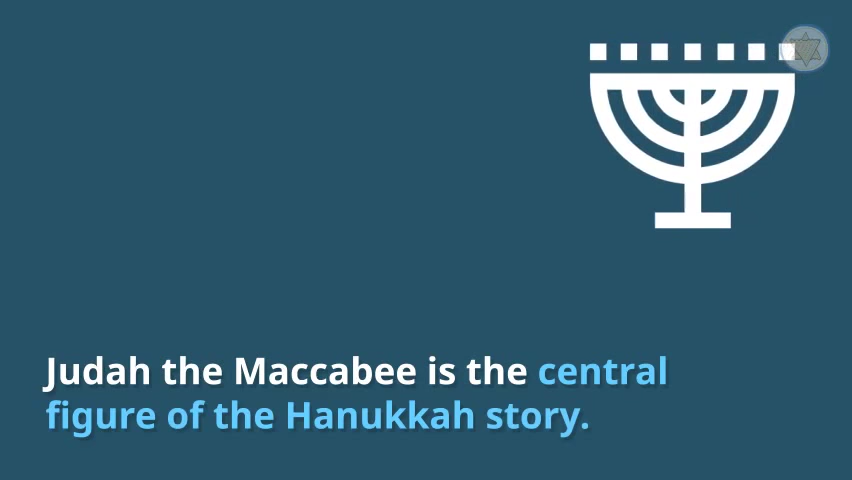 Judah the Maccabee is the central
figure of the Hanukkah story.